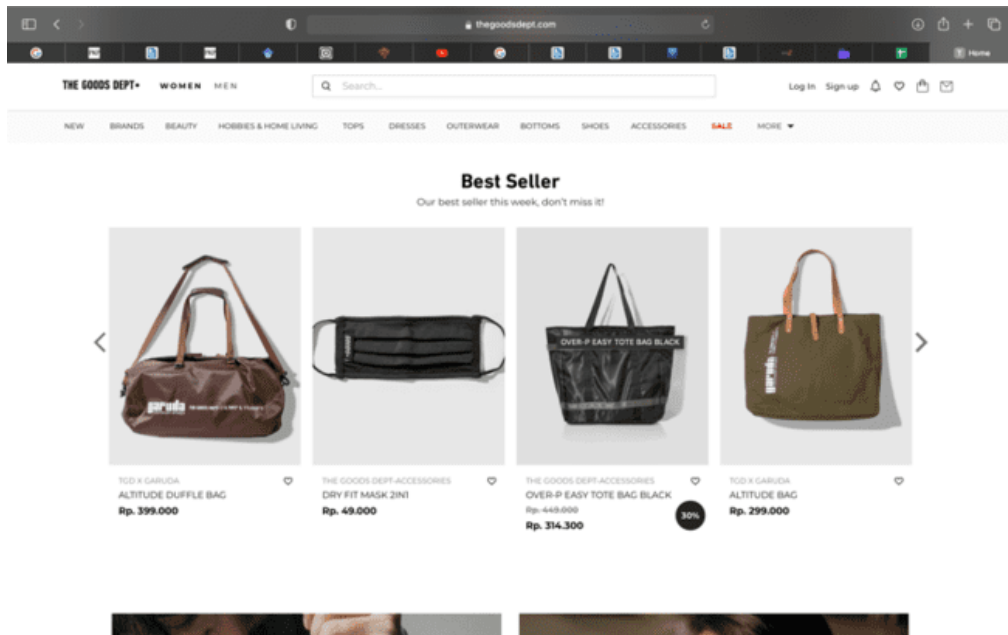 thegoodsdept.com
Home
THE GOODS DEPT+ WOMEN MEN Search... Log In Sign up
NEW BRANDS BEAUTY HOBBIES & HOME LIVING TOPS DRESSES OUTERWEAR BOTTOMS SHOES ACCESSORIES SALE MORE
Best Seller
Our best seller this week, don't miss it!
garuda
OVER-P EASY TOTE BAG BLACK
garuda
TGD X GARUDA
ALTITUDE DUFFLE BAG
Rp. 399.000
THE GOODS DEPT-ACCESSORIES
DRY FIT MASK 2IN1
Rp. 49.000
THE GOODS DEPT-ACCESSORIES
OVER-P EASY TOTE BAG BLACK
Rp. 449.000
Rp. 314.300
30%
TGD X GARUDA
ALTITUDE BAG
Rp. 299.000